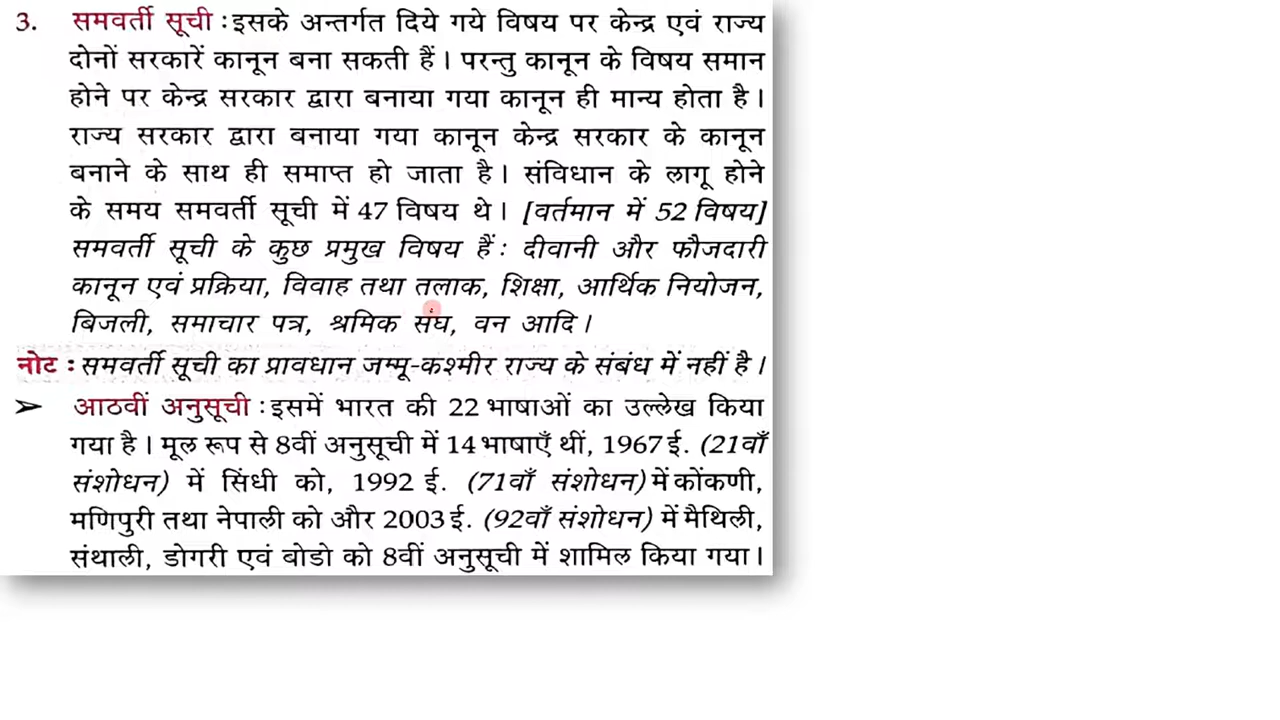 3. समवर्ती सूची : इसके अन्तर्गत दिये गये विषय पर केन्द्र एवं राज्य
दोनों सरकारें कानून बना सकती हैं। परन्तु कानून के विषय समान
होने पर केन्द्र सरकार द्वारा बनाया गया कानून ही मान्य होता है।
राज्य सरकार द्वारा बनाया गया कानून केन्द्र सरकार के कानून
बनाने के साथ ही समाप्त हो जाता है। संविधान के लागू होने
के समय समवर्ती सूची में 47 विषय थे। [वर्तमान में 52 विषय]
समवर्ती सूची के कुछ प्रमुख विषय हैं : दीवानी और फौजदारी
कानून एवं प्रक्रिया, विवाह तथा तलाक, शिक्षा, आर्थिक नियोजन,
बिजली, समाचार पत्र, श्रमिक संघ, वन आदि।
नोट : समवर्ती सूची का प्रावधान जम्मू-कश्मीर राज्य के संबंध में नहीं है।
➢ आठवीं अनुसूची : इसमें भारत की 22 भाषाओं का उल्लेख किया
गया है। मूल रूप से 8वीं अनुसूची में 14 भाषाएँ थीं, 1967 ई. (21वाँ
संशोधन) में सिंधी को, 1992 ई. (71वाँ संशोधन) में कोंकणी,
मणिपुरी तथा नेपाली को और 2003 ई. (92वाँ संशोधन) में मैथिली,
संथाली, डोगरी एवं बोडो को 8वीं अनुसूची में शामिल किया गया।